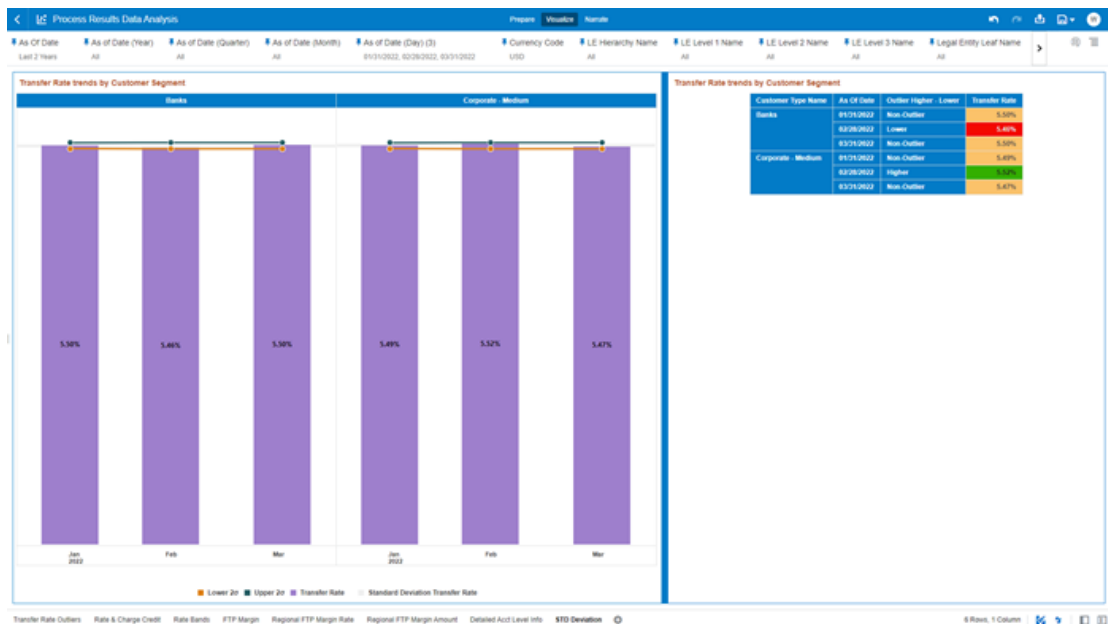 Process Results Data Analysis
Prepare Visualize Narrate
As Of Date As of Date (Year) As of Date (Quarter) As of Date (Month) As of Date (Day) (3) Currency Code LE Hierarchy Name LE Level 1 Name LE Level 2 Name LE Level 3 Name Legal Entity Leaf Name
Last 2 Years All All All 01/31/2022, 02/28/2022, 03/31/2022 USD All All All All All
Transfer Rate trends by Customer Segment
Banks Corporate - Medium
5.50% 5.46% 5.50% 5.49% 5.52% 5.47%
Jan Feb Mar Jan Feb Mar
2022 2022
Lower 2σ Upper 2σ Transfer Rate Standard Deviation Transfer Rate
Transfer Rate trends by Customer Segment
Customer Type Name As Of Date Outlier Higher - Lower Transfer Rate
Banks 01/31/2022 Non-Outlier 5.50%
02/28/2022 Lower 5.46%
03/31/2022 Non-Outlier 5.50%
Corporate - Medium 01/31/2022 Non-Outlier 5.49%
02/28/2022 Higher 5.52%
03/31/2022 Non-Outlier 5.47%
Transfer Rate Outliers Rate & Charge Credit Rate Bands FTP Margin Regional FTP Margin Rate Regional FTP Margin Amount Detailed Acct Level Info STD Deviation 6 Rows, 1 Column